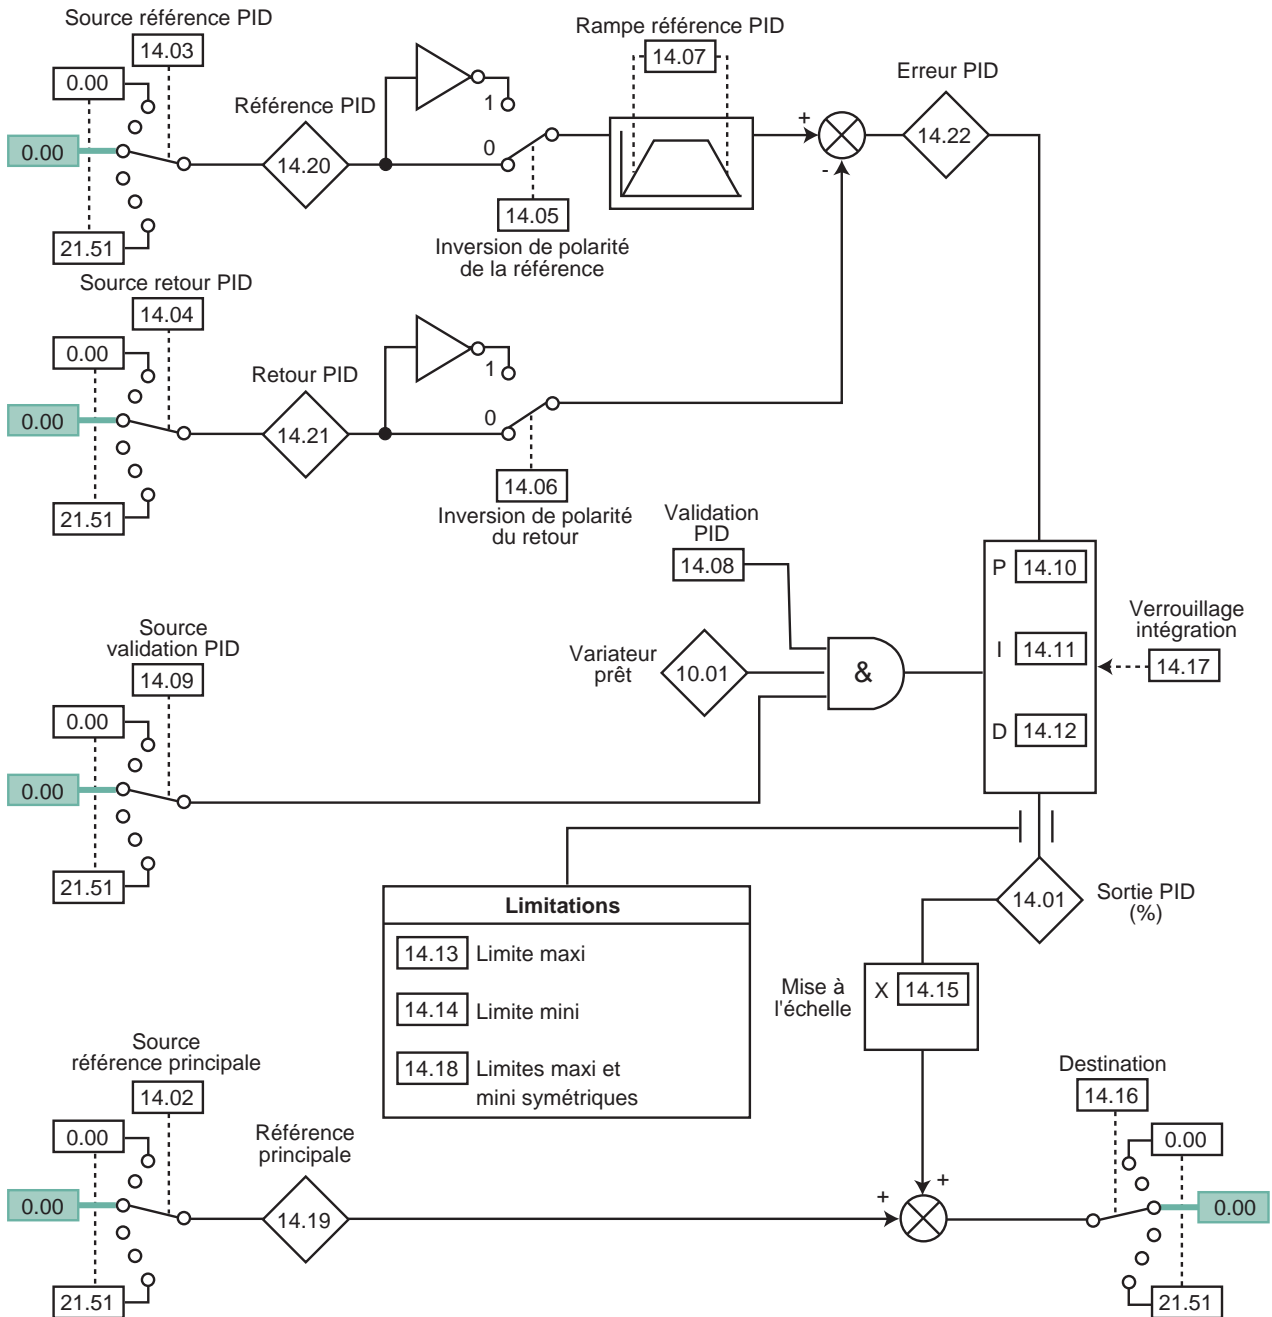 Source référence PID
14.03
0.00
0.00
21.51
Référence PID
14.20
1
0
14.05
Inversion de polarité
de la référence
Rampe référence PID
14.07
+
-
Erreur PID
14.22
Source retour PID
14.04
0.00
0.00
21.51
Retour PID
14.21
1
0
14.06
Inversion de polarité
du retour
Validation
PID
14.08
Variateur
prêt
10.01
&
P 14.10
I 14.11
D 14.12
Verrouillage
intégration
14.17
Source
validation PID
14.09
0.00
0.00
21.51
Limitations
14.13 Limite maxi
14.14 Limite mini
14.18 Limites maxi et
mini symétriques
14.01
Sortie PID
(%)
Mise à
l'échelle
X 14.15
Source
référence principale
14.02
0.00
0.00
21.51
Référence
principale
14.19
+
+
Destination
14.16
0.00
0.00
21.51